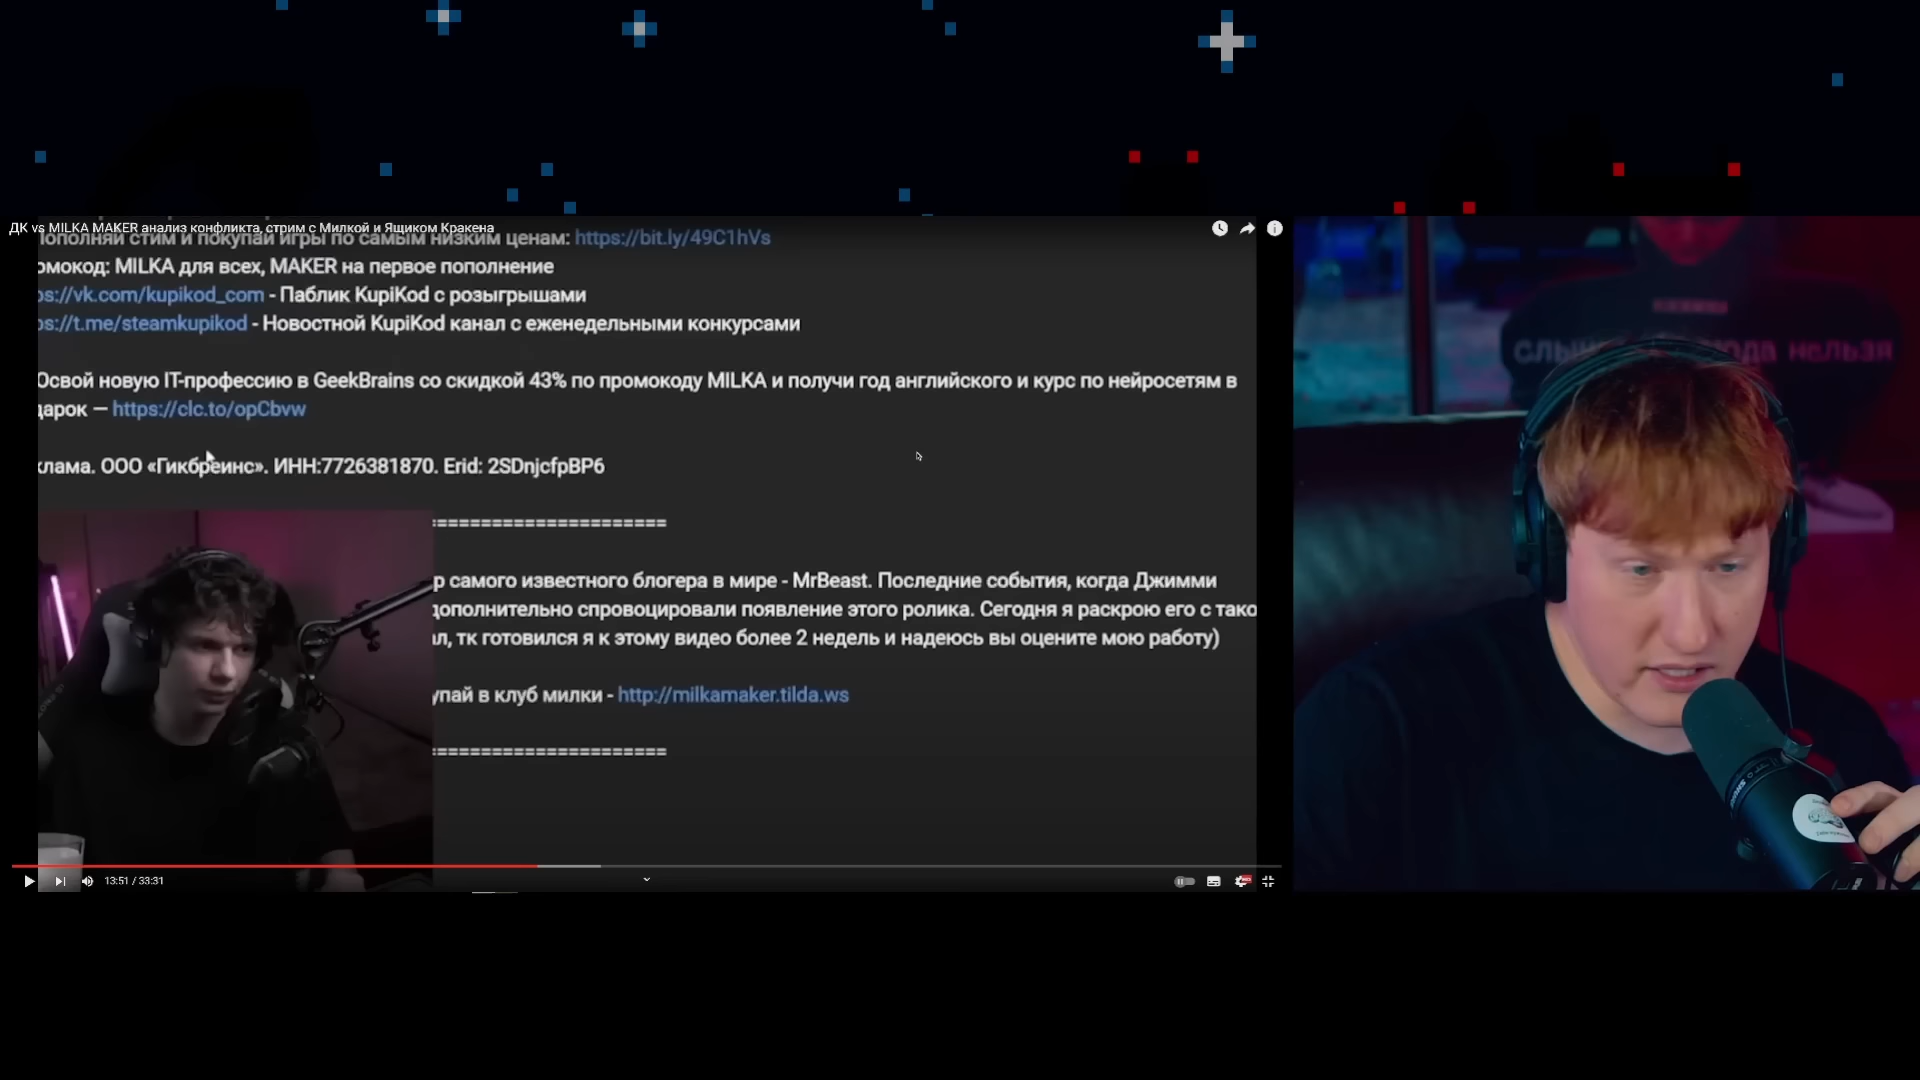 ДК vs MILKA MAKER анализ конфликта, стрим с Милкой и Ящиком Кракена
пополняй стим и покупай игры по самым низким ценам: https://bit.ly/49C1hVs
омокод: MILKA для всех, MAKER на первое пополнение
ps://vk.com/kupikod_com - Паблик KupiKod с розыгрышами
ps://t.me/steamkupikod - Новостной KupiKod канал с еженедельными конкурсами
Освой новую IT-профессию в GeekBrains со скидкой 43% по промокоду MILKA и получи год английского и курс по нейросетям в
дарок — https://clc.to/opCbvw
клама. ООО «Гикбреинс». ИНН:7726381870. Erid: 2SDnjcfpBP6
=====================
р самого известного блогера в мире - MrBeast. Последние события, когда Джимми
дополнительно спровоцировали появление этого ролика. Сегодня я раскрою его с тако
ал, тк готовился я к этому видео более 2 недель и надеюсь вы оцените мою работу)
упай в клуб милки - http://milkamaker.tilda.ws
=====================
13:51 / 33:31
нельзя